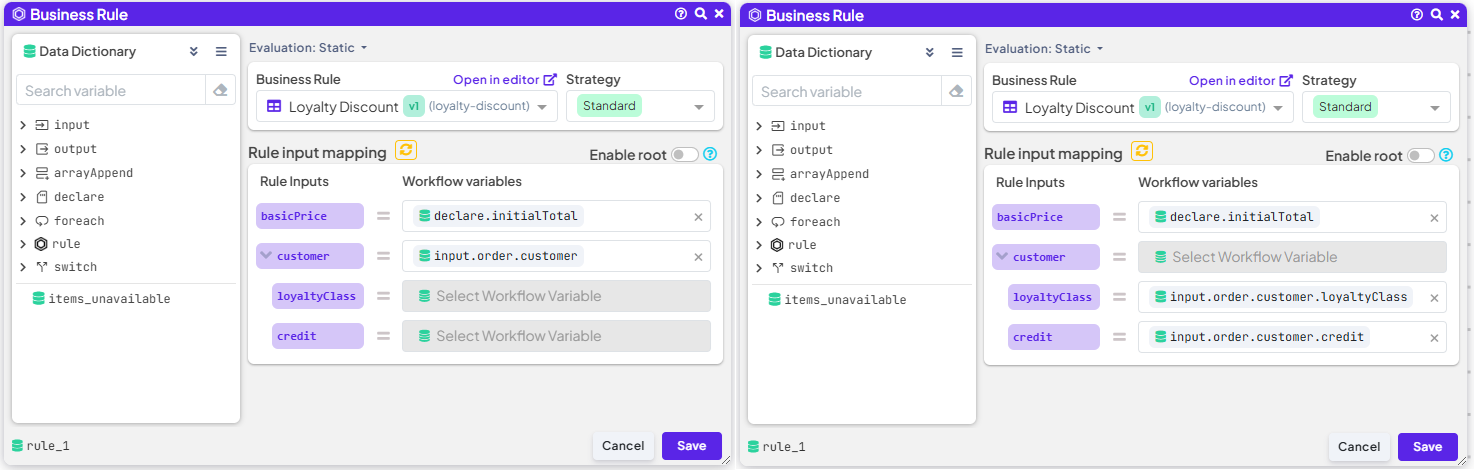 Business Rule
Data Dictionary
Search variable
input
output
arrayAppend
declare
foreach
rule
switch
items_unavailable
Evaluation: Static
Business Rule Open in editor Strategy
Loyalty Discount v1 (loyalty-discount) Standard
Rule input mapping Enable root
Rule Inputs Workflow variables
basicPrice = declare.initialTotal
customer = input.order.customer
loyaltyClass = Select Workflow Variable
credit = Select Workflow Variable
rule_1 Cancel Save
Business Rule
Data Dictionary
Search variable
input
output
arrayAppend
declare
foreach
rule
switch
items_unavailable
Evaluation: Static
Business Rule Open in editor Strategy
Loyalty Discount v1 (loyalty-discount) Standard
Rule input mapping Enable root
Rule Inputs Workflow variables
basicPrice = declare.initialTotal
customer = Select Workflow Variable
loyaltyClass = input.order.customer.loyaltyClass
credit = input.order.customer.credit
rule_1 Cancel Save